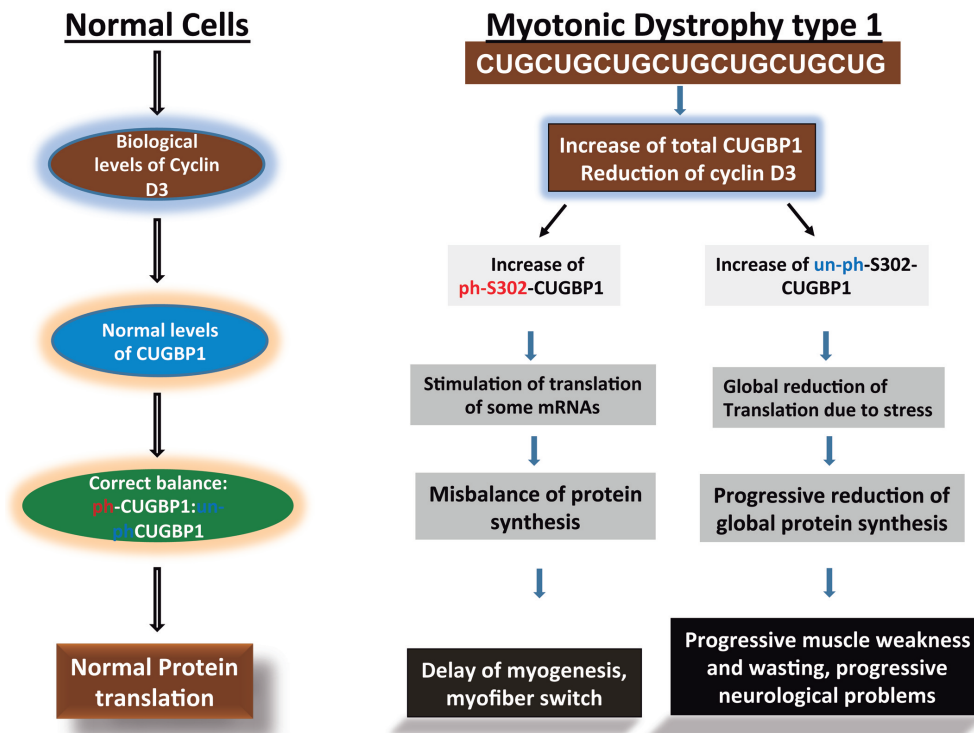 Normal Cells
Biological
levels of Cyclin
D3
Normal levels
of CUGBP1
Correct balance:
ph-CUGBP1:un-
phCUGBP1
Normal Protein
translation
Myotonic Dystrophy type 1
CUGCUGCUGCUGCUGCUGCUG
Increase of total CUGBP1
Reduction of cyclin D3
Increase of
ph-S302-CUGBP1
Stimulation of translation
of some mRNAs
Misbalance of protein
synthesis
Delay of myogenesis,
myofiber switch
Increase of un-ph-S302-
CUGBP1
Global reduction of
Translation due to stress
Progressive reduction of
global protein synthesis
Progressive muscle weakness
and wasting, progressive
neurological problems